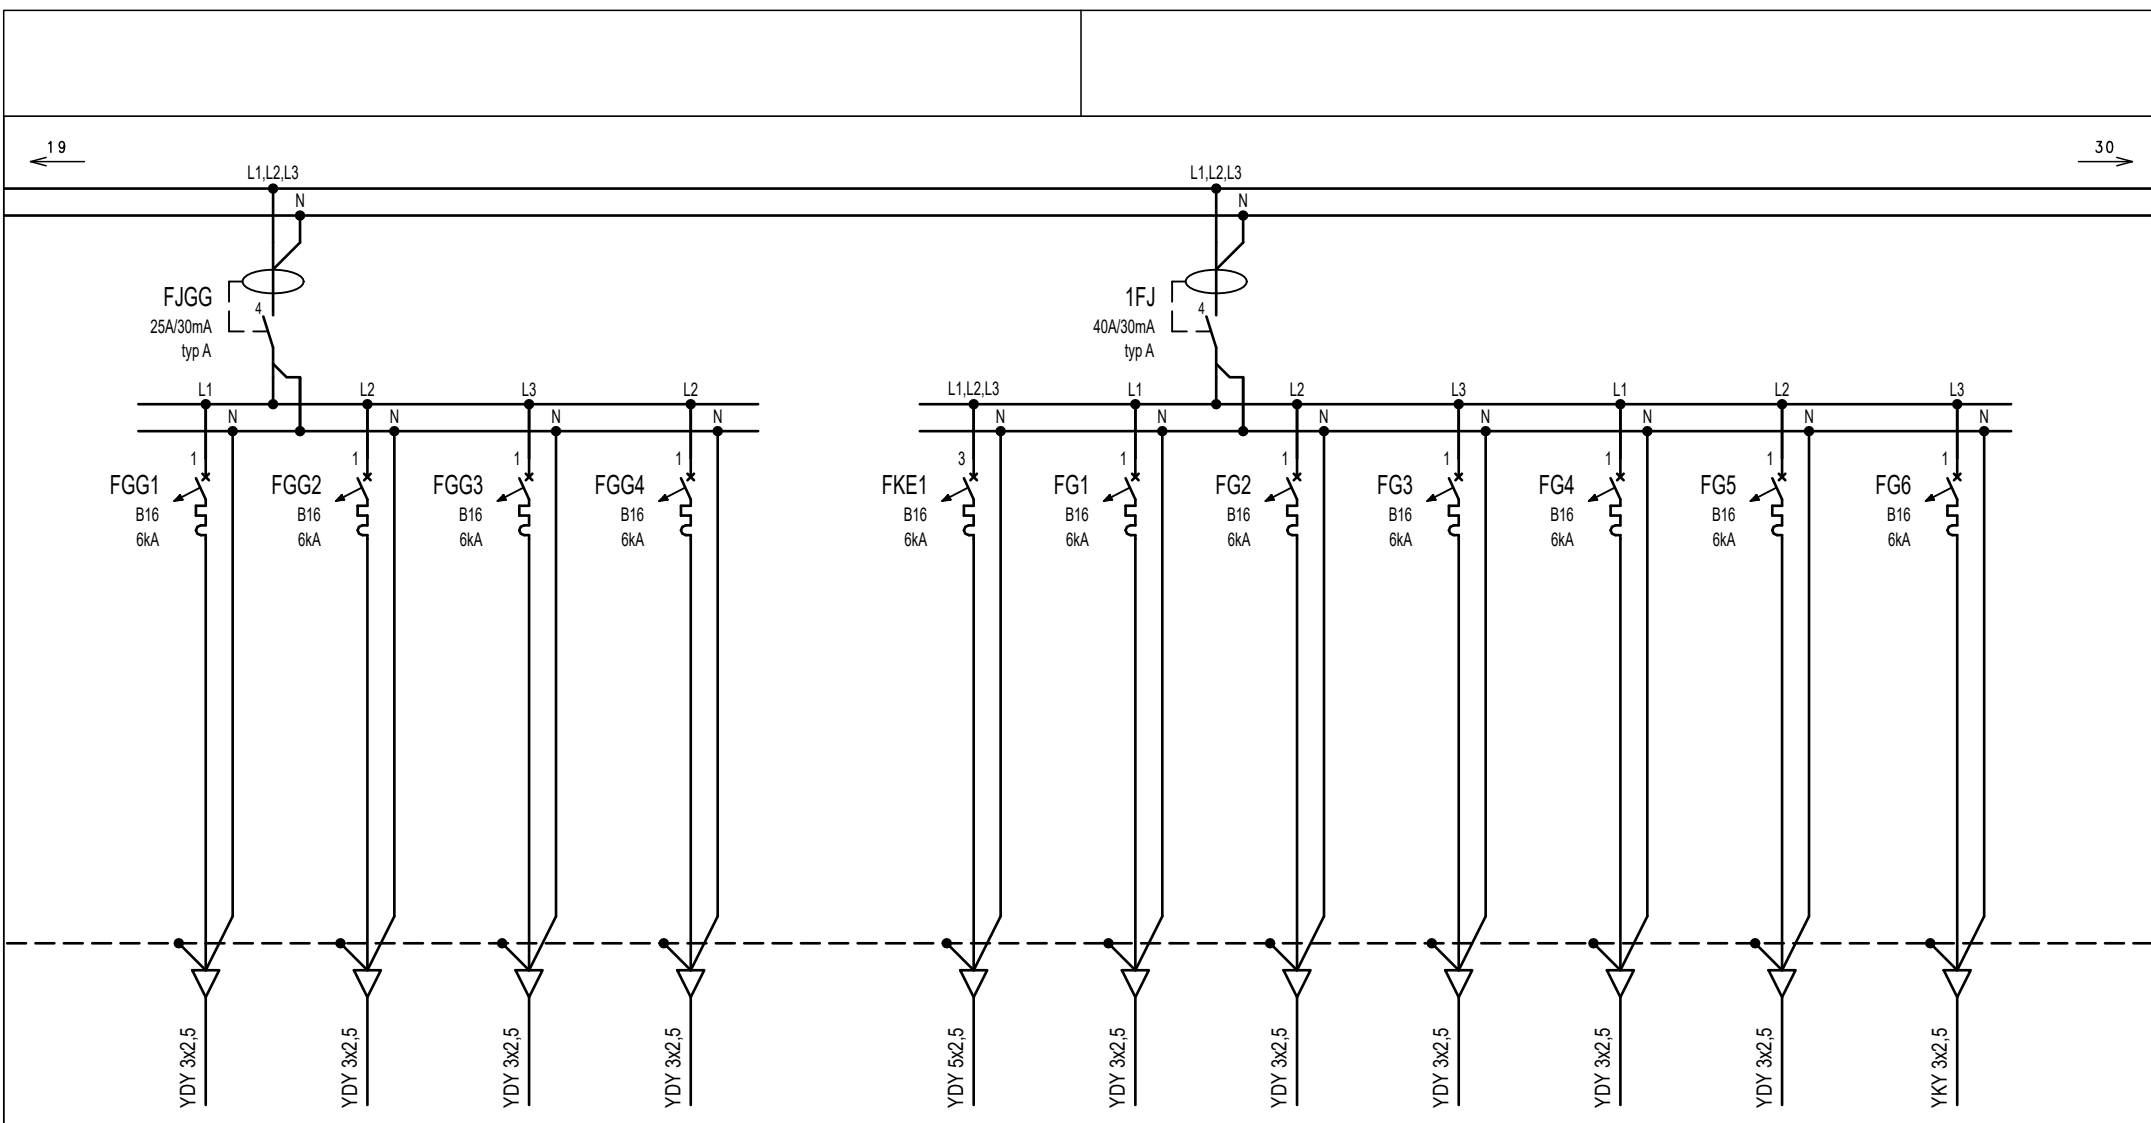 19
30
L1,L2,L3
N
L1,L2,L3
N
FJGG
25A/30mA
typ A
4
1FJ
40A/30mA
typ A
4
L1
N
L2
N
L3
N
L2
N
L1,L2,L3
N
L1
N
L2
N
L3
N
L1
N
L2
N
L3
N
1
FGG1
B16
6kA
1
FGG2
B16
6kA
1
FGG3
B16
6kA
1
FGG4
B16
6kA
3
FKE1
B16
6kA
1
FG1
B16
6kA
1
FG2
B16
6kA
1
FG3
B16
6kA
1
FG4
B16
6kA
1
FG5
B16
6kA
1
FG6
B16
6kA
YDY 3x2,5
YDY 3x2,5
YDY 3x2,5
YDY 3x2,5
YDY 5x2,5
YDY 3x2,5
YDY 3x2,5
YDY 3x2,5
YDY 3x2,5
YDY 3x2,5
YKY 3x2,5